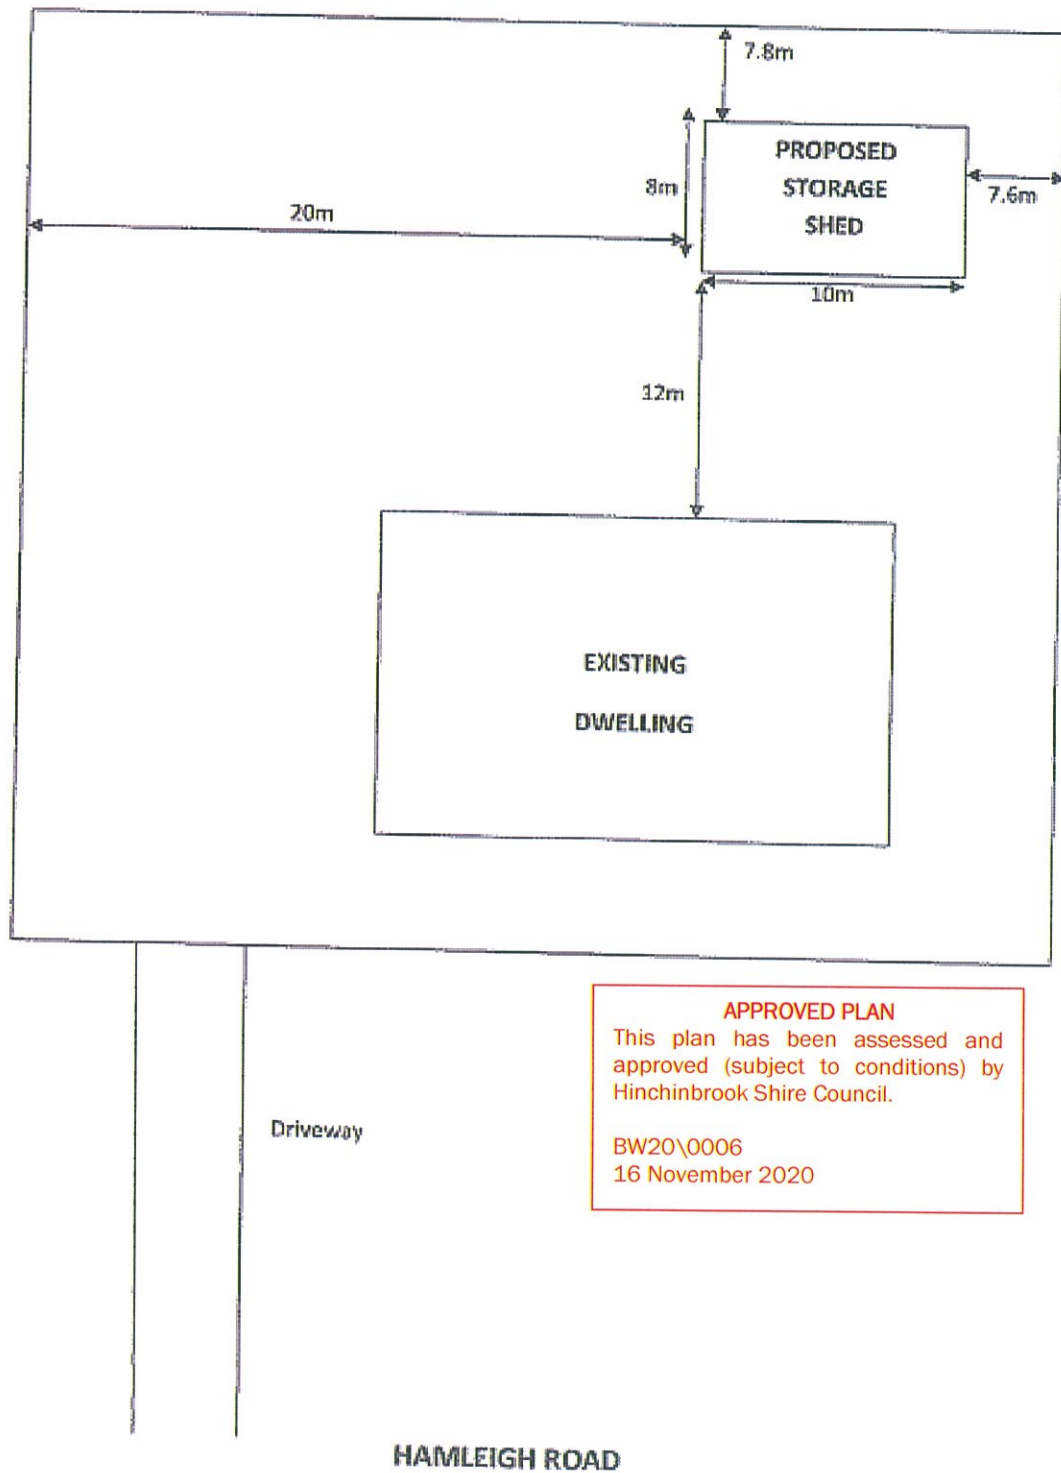 7.8m
PROPOSED
STORAGE
SHED
8m
7.6m
20m
10m
12m
EXISTING
DWELLING
APPROVED PLAN
This plan has been assessed and
approved (subject to conditions) by
Hinchinbrook Shire Council.
BW20\0006
16 November 2020
Driveway
HAMLEIGH ROAD